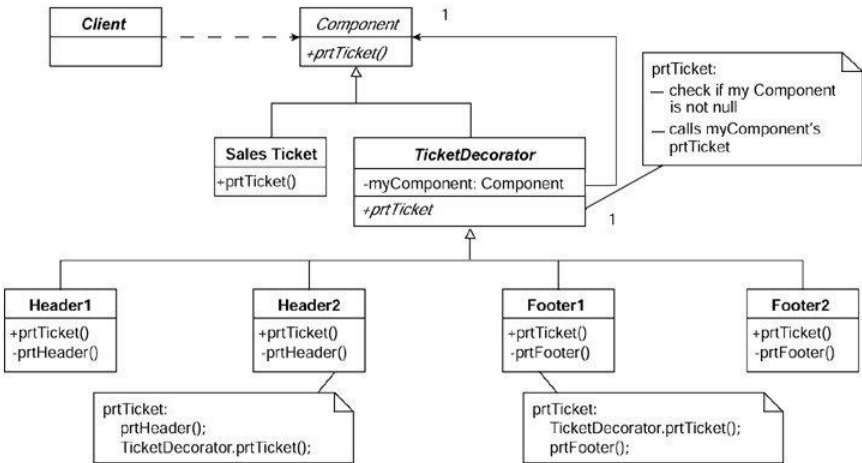 Client
Component
+prtTicket()
1
prtTicket:
— check if my Component
is not null
— calls myComponent's
prtTicket
Sales Ticket
+prtTicket()
TicketDecorator
-myComponent: Component
+prtTicket
1
Header1
+prtTicket()
-prtHeader()
Header2
+prtTicket()
-prtHeader()
Footer1
+prtTicket()
-prtFooter()
Footer2
+prtTicket()
-prtFooter()
prtTicket:
prtHeader();
TicketDecorator.prtTicket();
prtTicket:
TicketDecorator.prtTicket();
prtFooter();